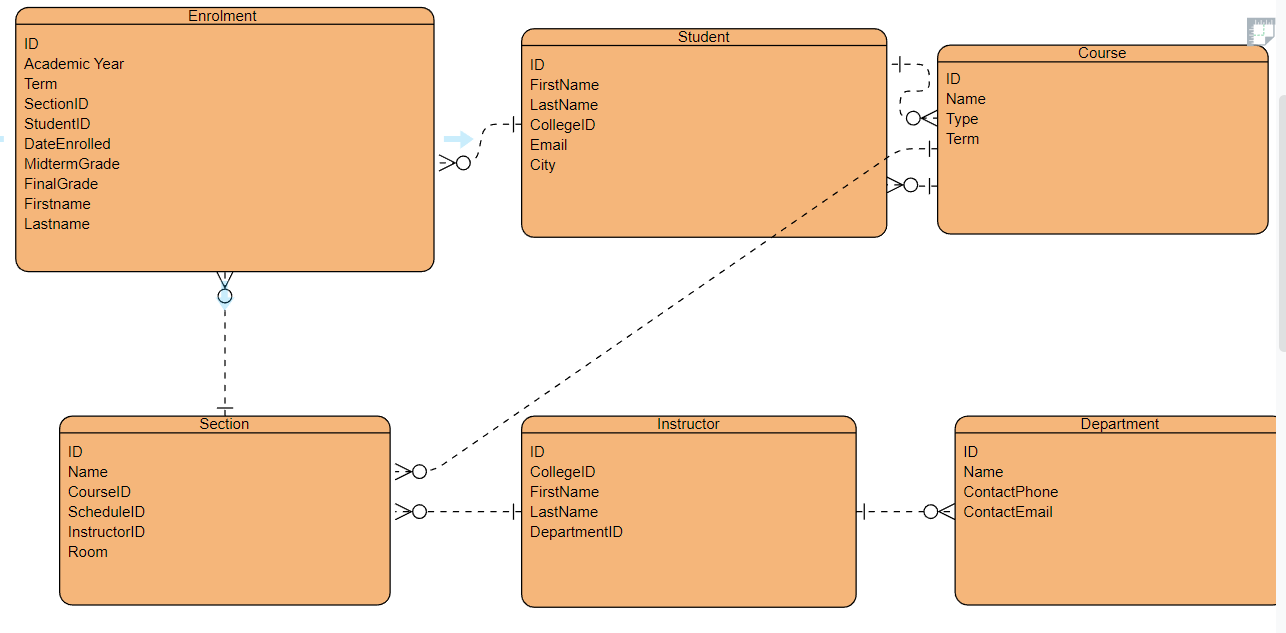 Enrolment
ID
Academic Year
Term
SectionID
StudentID
DateEnrolled
MidtermGrade
FinalGrade
Firstname
Lastname
Student
ID
FirstName
LastName
CollegeID
Email
City
Course
ID
Name
Type
Term
Section
ID
Name
CourseID
ScheduleID
InstructorID
Room
Instructor
ID
CollegeID
FirstName
LastName
DepartmentID
Department
ID
Name
ContactPhone
ContactEmail